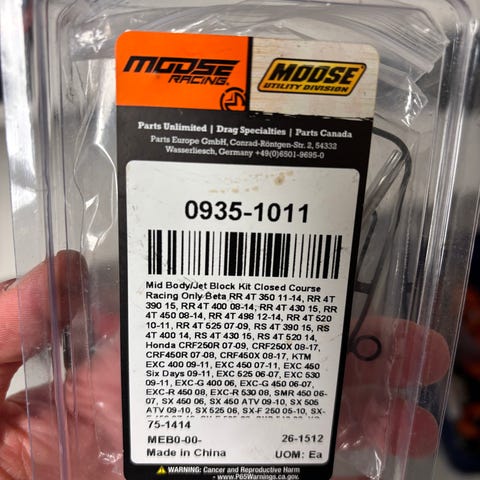 MOOSE
RACING.
MOOSE
UTILITY DIVISION
Parts Unlimited | Drag Specialties | Parts Canada
Parts Europe GmbH, Conrad-Röntgen-Str. 2, 54332
Wasserliesch, Germany +49(0)6501-9695-0
0935-1011
Mid Body/Jet Block Kit Closed Course
Racing Only Beta RR 4T 350 11-14, RR 4T
390 15, RR 4T 400 08-14, RR 4T 430 15, RR
4T 450 08-14, RR 4T 498 12-14, RR 4T 520
10-11, RR 4T 525 07-09, RS 4T 390 15, RS
4T 400 14, RS 4T 430 15, RS 4T 520 14,
Honda CRF250R 07-09, CRF250X 08-17,
CRF450R 07-08, CRF450X 08-17, KTM
EXC 400 09-11, EXC 450 07-11, EXC 450
Six Days 09-11, EXC 525 06-07, EXC 530
09-11, EXC-G 400 06, EXC-G 450 06-07,
EXC-R 450 08, EXC-R 530 08, SMR 450 06-
07, SX 450 06, SX 450 ATV 09-10, SX 505
ATV 09-10, SX 525 06, SX-F 250 05-10, SX-
75-1414
MEB0-00- 26-1512
Made in China UOM: Ea
WARNING: Cancer and Reproductive Harm
- www.P65Warnings.ca.gov.